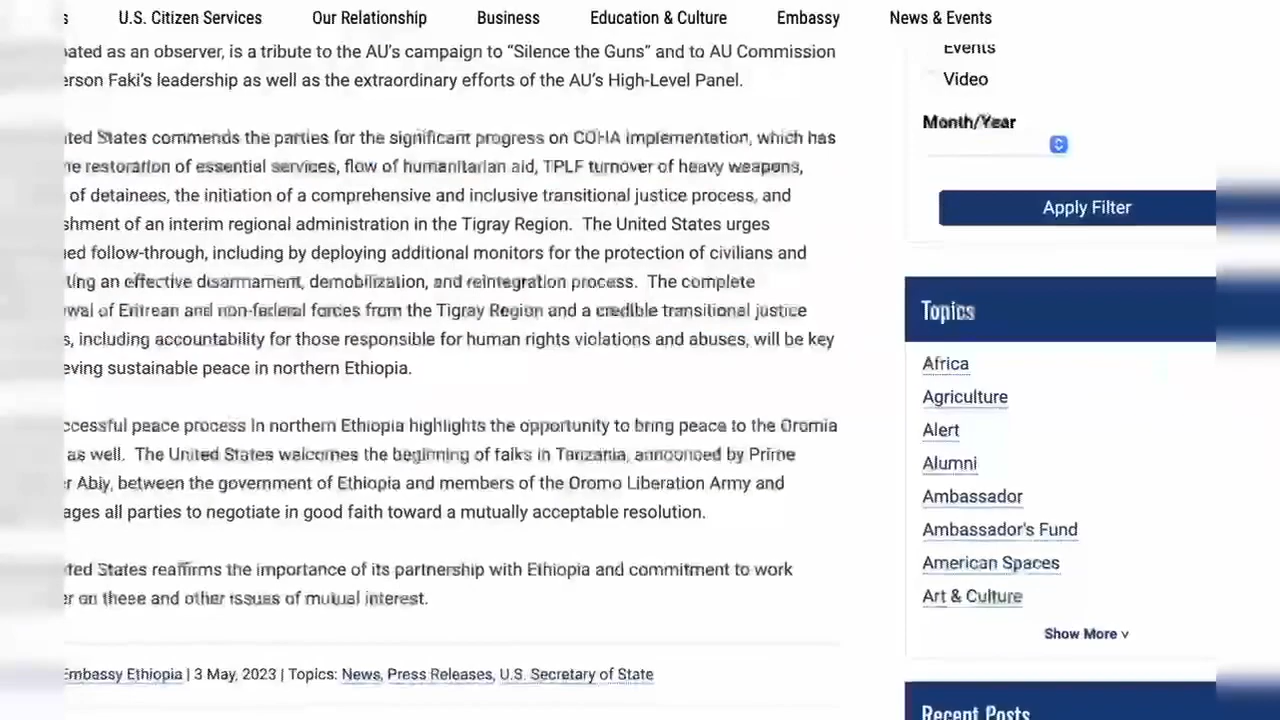 s U.S. Citizen Services Our Relationship Business Education & Culture Embassy News & Events
ated as an observer, is a tribute to the AU's campaign to “Silence the Guns” and to AU Commission
erson Faki's leadership as well as the extraordinary efforts of the AU's High-Level Panel.
ted States commends the parties for the significant progress on COHA implementation, which has
e restoration of essential services, flow of humanitarian aid, TPLF turnover of heavy weapons,
of detainees, the initiation of a comprehensive and inclusive transitional justice process, and
shment of an interim regional administration in the Tigray Region. The United States urges
ed follow-through, including by deploying additional monitors for the protection of civilians and
ting an effective disarmament, demobilization, and reintegration process. The complete
wal of Eritrean and non-federal forces from the Tigray Region and a credible transitional justice
s, including accountability for those responsible for human rights violations and abuses, will be key
eving sustainable peace in northern Ethiopia.
ccessful peace process in northern Ethiopia highlights the opportunity to bring peace to the Oromia
as well. The United States welcomes the beginning of talks in Tanzania, announced by Prime
r Abiy, between the government of Ethiopia and members of the Oromo Liberation Army and
ages all parties to negotiate in good faith toward a mutually acceptable resolution.
ted States reaffirms the importance of its partnership with Ethiopia and commitment to work
er on these and other issues of mutual interest.
Embassy Ethiopia | 3 May, 2023 | Topics: News, Press Releases, U.S. Secretary of State
Events
Video
Month/Year
Apply Filter
Topics
Africa
Agriculture
Alert
Alumni
Ambassador
Ambassador's Fund
American Spaces
Art & Culture
Show More ˅
Recent Posts